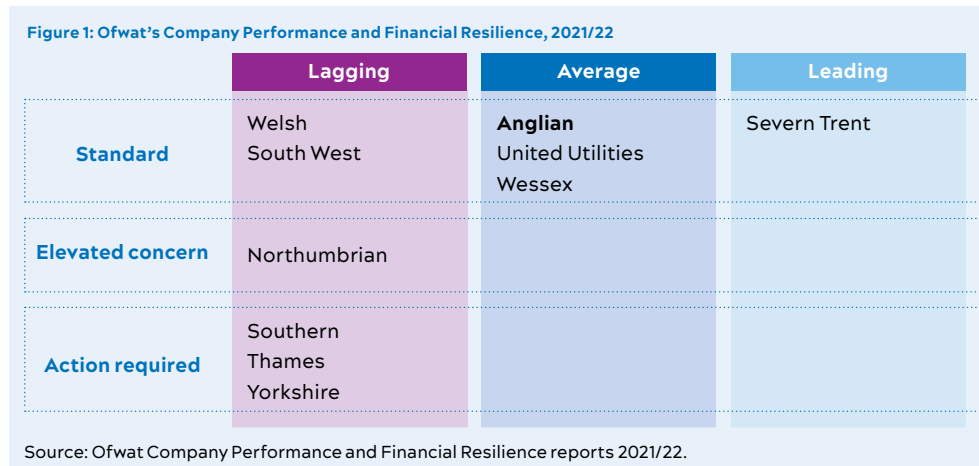 Figure 1: Ofwat's Company Performance and Financial Resilience, 2021/22
Lagging Average Leading
Standard
Welsh
South West
Anglian
United Utilities
Wessex
Severn Trent
Elevated concern
Northumbrian
Action required
Southern
Thames
Yorkshire
Source: Ofwat Company Performance and Financial Resilience reports 2021/22.